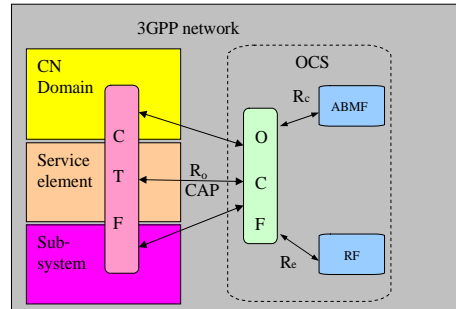 3GPP network
CN
Domain
OCS
Rc
ABMF
C
T
F
O
C
F
Service
element
Ro
CAP
Sub-
system
Re
RF